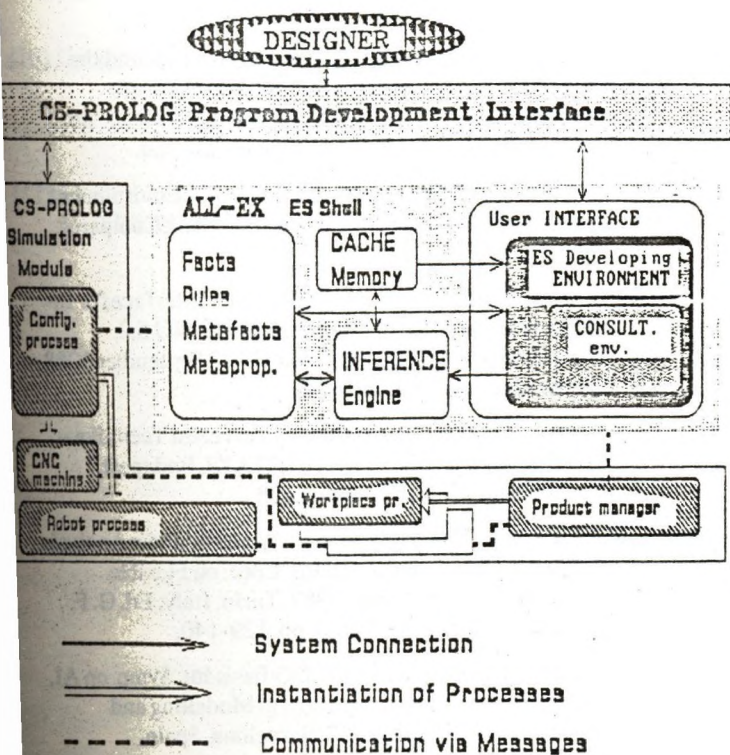 DESIGNER
CS-PROLOG Program Development Interface
CS-PROLOG
Simulation
Module
Config.
process
CNC
machine
Robot process
ALL-EX ES Shell
Facts
Rules
Metafacts
Metaprop.
CACHE
Memory
INFERENCE
Engine
User INTERFACE
ES Developing
ENVIRONMENT
CONSULT.
env.
Workplace pr.
Product manager
System Connection
Instantiation of Processes
Communication via Messages